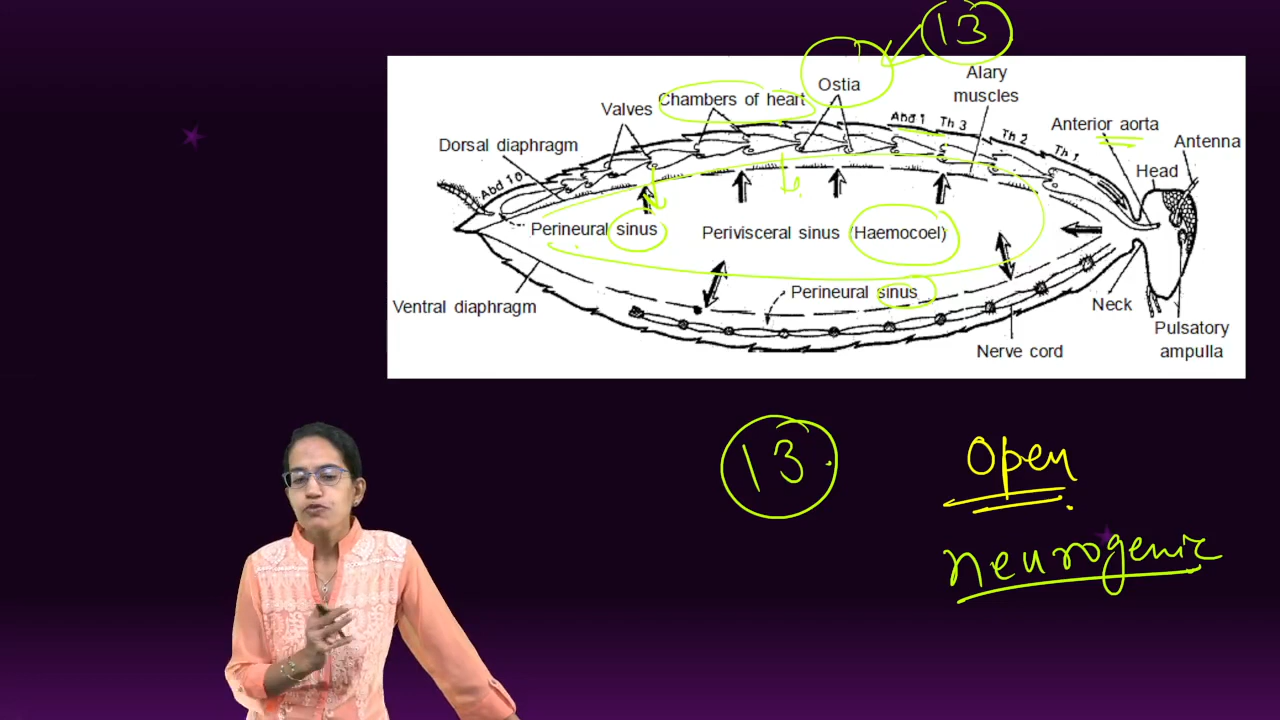 13
Ostia
Alary
muscles
Chambers of heart
Valves
Abd 1
Th 3
Th 2
Th 1
Anterior aorta
Antenna
Head
Dorsal diaphragm
Abd 10
Perineural sinus
Perivisceral sinus (Haemocoel)
Perineural sinus
Ventral diaphragm
Neck
Nerve cord
Pulsatory
ampulla
13
Open
Neurogenic